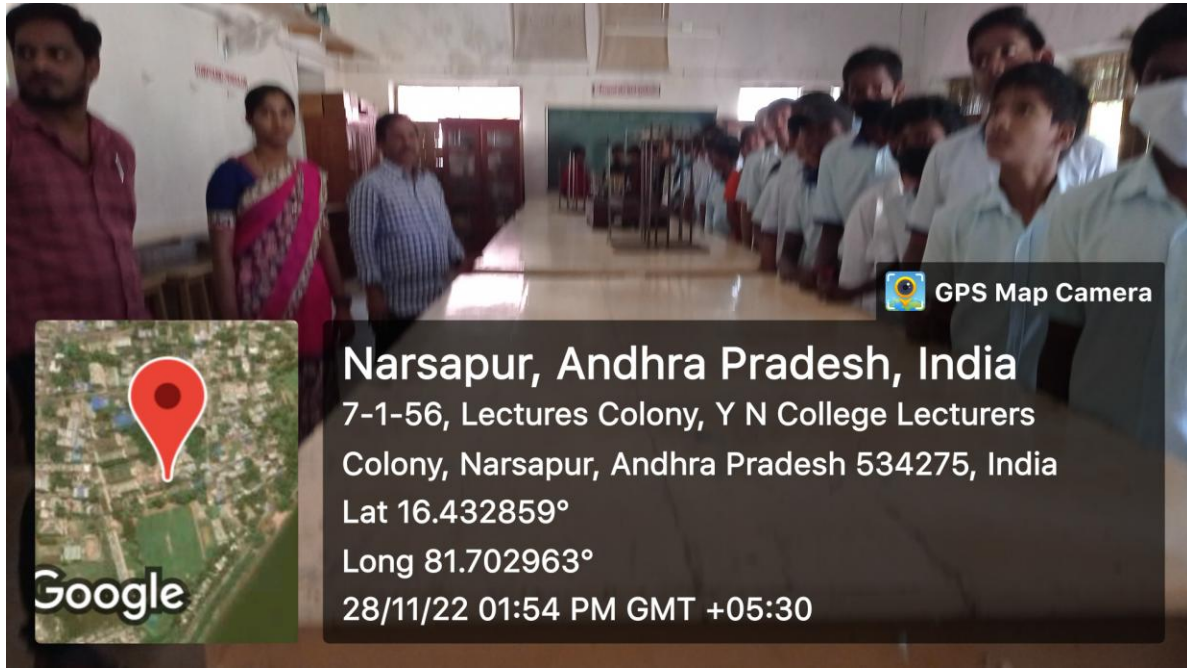 GPS Map Camera
Narsapur, Andhra Pradesh, India
7-1-56, Lectures Colony, Y N College Lecturers
Colony, Narsapur, Andhra Pradesh 534275, India
Lat 16.432859°
Long 81.702963°
28/11/22 01:54 PM GMT +05:30
Google